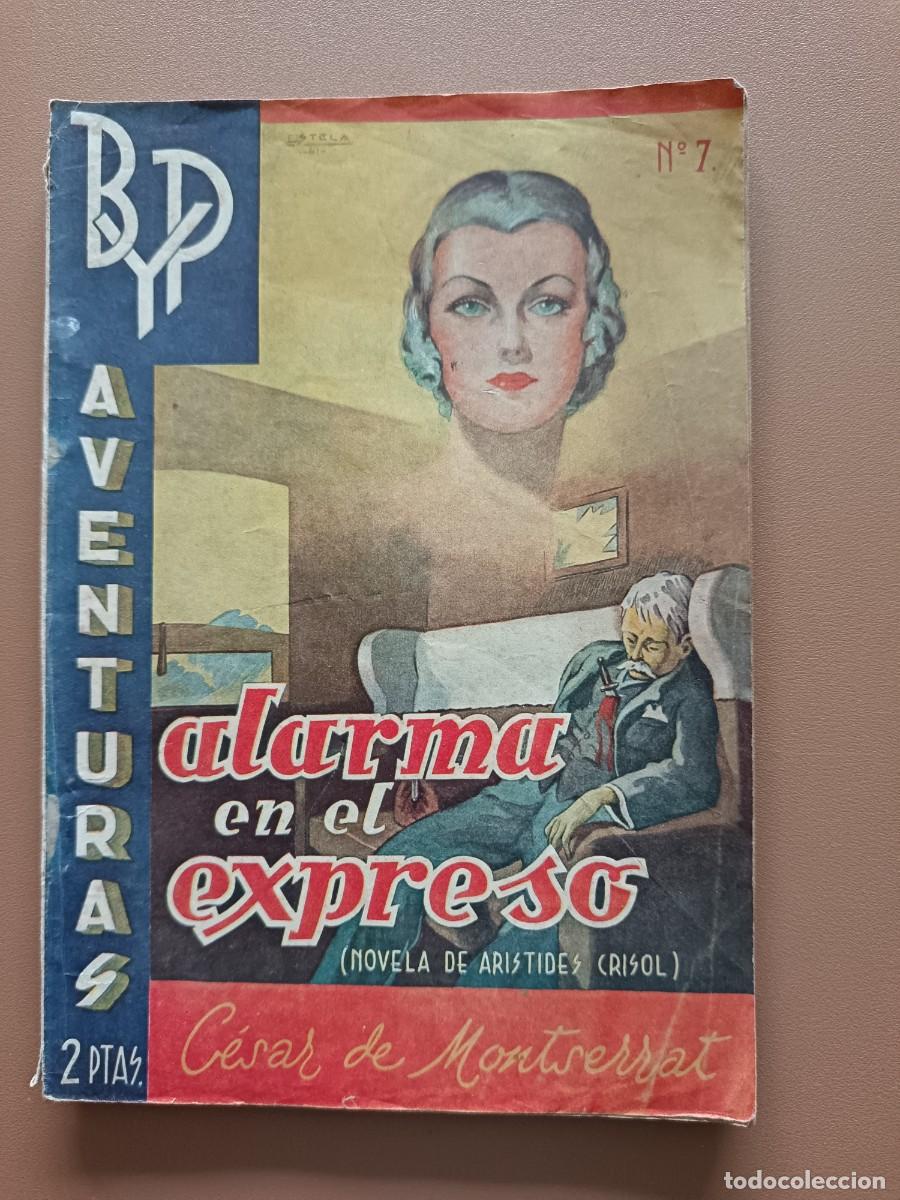 ByP
AVENTURAS
2 PTAS.
ESTELA
-41-
Nº 7.
alarma
en el
expreso
(NOVELA DE ARISTIDES CRISOL)
César de Montserrat
todocoleccion